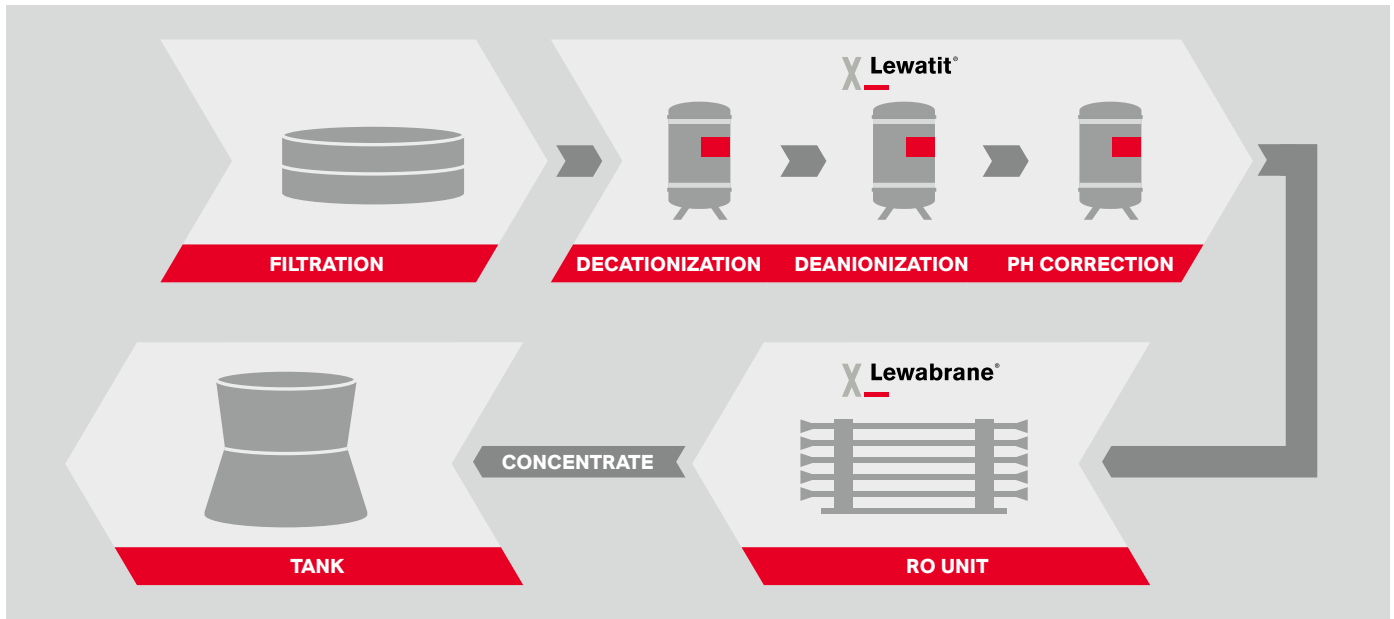 Lewatit®
FILTRATION
DECATIONIZATION
DEANIONIZATION
PH CORRECTION
Lewabrane®
CONCENTRATE
TANK
RO UNIT